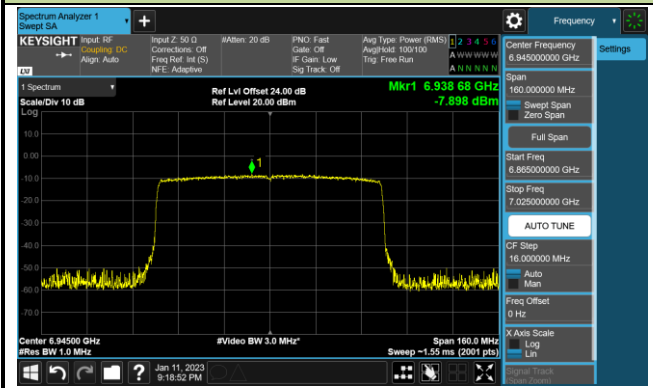 Spectrum Analyzer 1
Swept SA
Frequency
KEYSIGHT
Input: RF
Coupling: DC
Align: Auto
Input Z: 50 Ω
Corrections: Off
Freq Ref: Int (S)
NFE: Adaptive
#Atten: 20 dB
PNO: Fast
Gate: Off
IF Gain: Low
Sig Track: Off
Avg Type: Power (RMS)
Avg|Hold: 100/100
Trig: Free Run
1 2 3 4 5 6
A W W W W W
A N N N N N
LXI
1 Spectrum
Scale/Div 10 dB
Log
Ref Lvl Offset 24.00 dB
Ref Level 20.00 dBm
Mkr1 6.938 68 GHz
-7.898 dBm
10.0
0.00
-10.0
-20.0
-30.0
-40.0
-50.0
-60.0
-70.0
1
Center 6.94500 GHz
#Res BW 1.0 MHz
#Video BW 3.0 MHz*
Span 160.0 MHz
Sweep ~1.55 ms (2001 pts)
Jan 11, 2023
9:18:52 PM
Center Frequency
6.945000000 GHz
Settings
Span
160.000000 MHz
Swept Span
Zero Span
Full Span
Start Freq
6.865000000 GHz
Stop Freq
7.025000000 GHz
AUTO TUNE
CF Step
16.000000 MHz
Auto
Man
Freq Offset
0 Hz
X Axis Scale
Log
Lin
Signal Track
(Span Zoom)